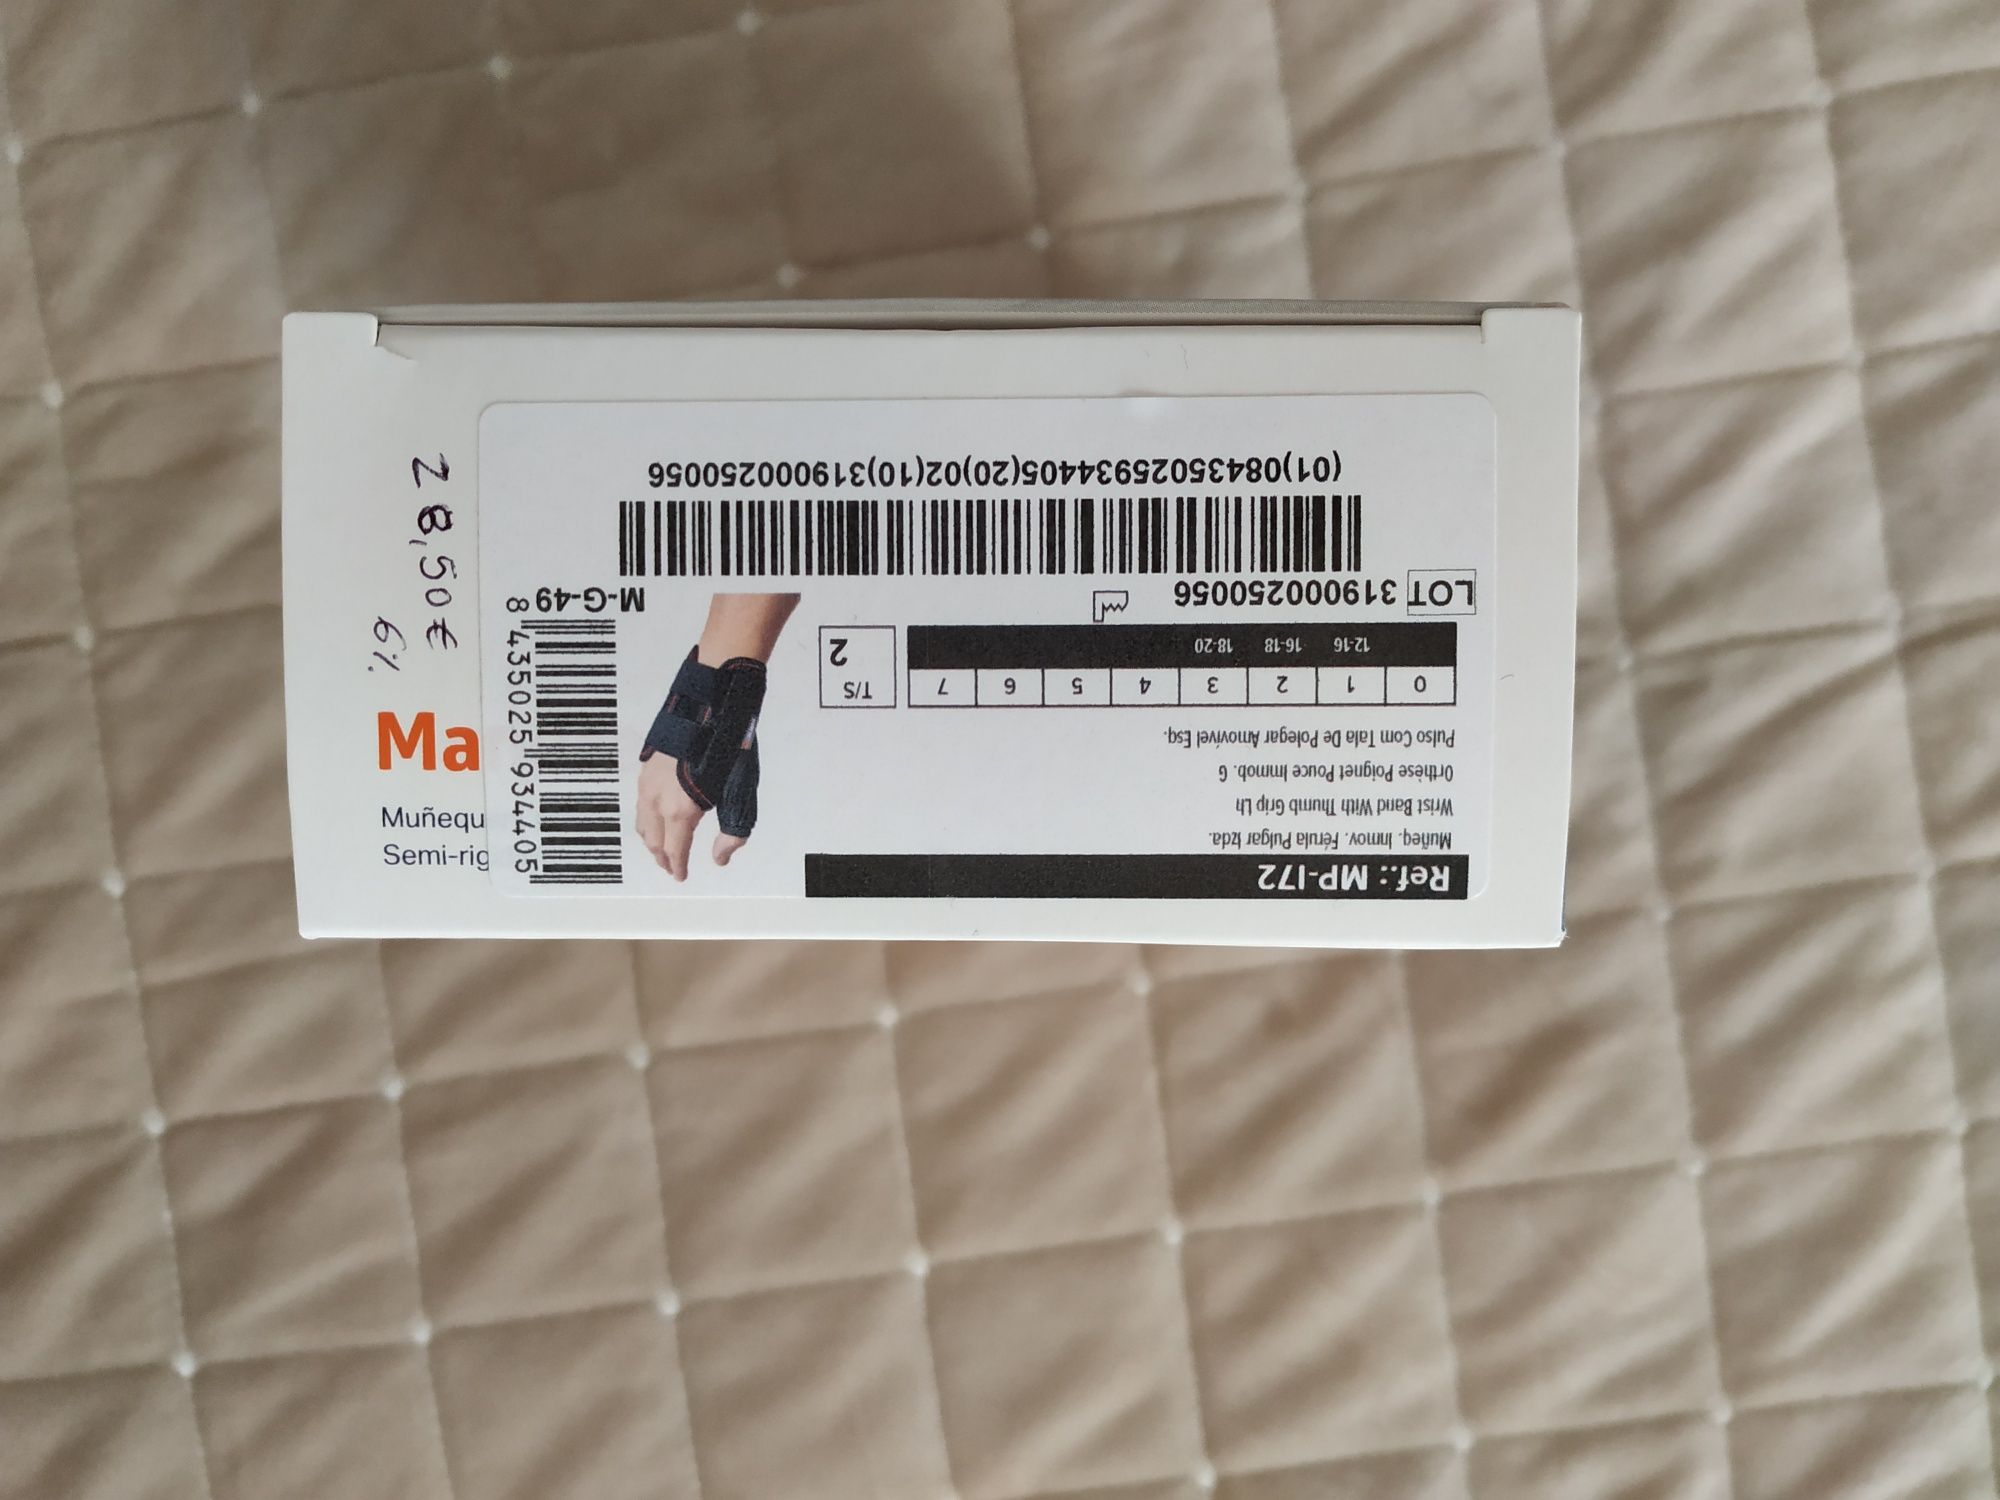 Ref.: MP-I72
Muñeq. Inmov. Férula Pulgar Izda.
Wrist Band With Thumb Grip Lh
Orthèse Poignet Pouce Immob. G
Pulso Com Tala De Polegar Amovível Esq.
0 1 2 3 4 5 6 7
12-16 16-18 18-20
T/S
2
LOT 319000250056
M-G-49
(01)08435025934405(20)02(10)319000250056
8 435025 934405
28,50€
6%
Ma
Muñequ
Semi-rig